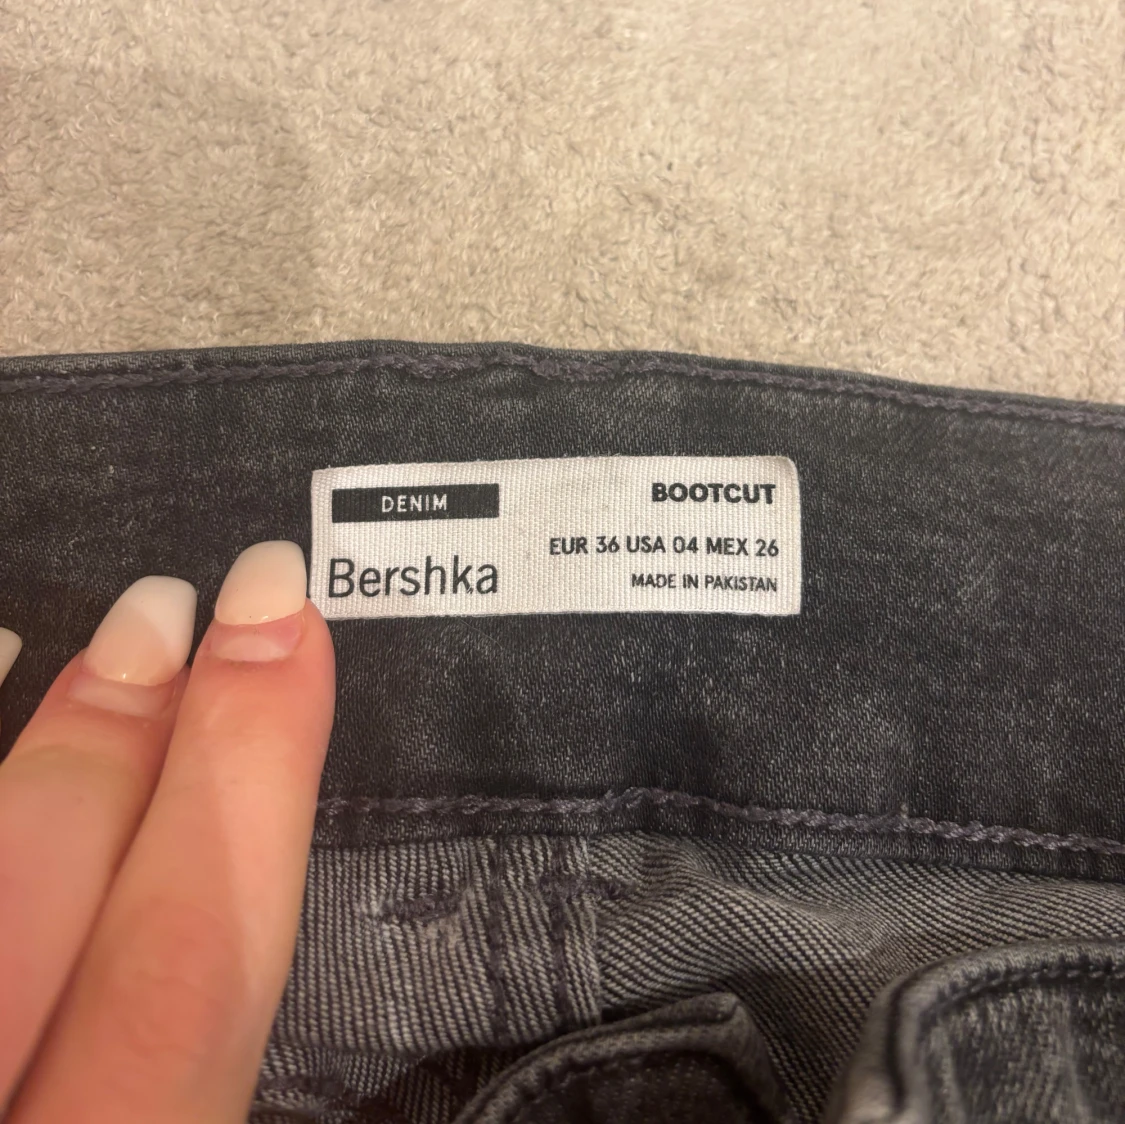 DENIM
Bershka
BOOTCUT
EUR 36 USA 04 MEX 26
MADE IN PAKISTAN